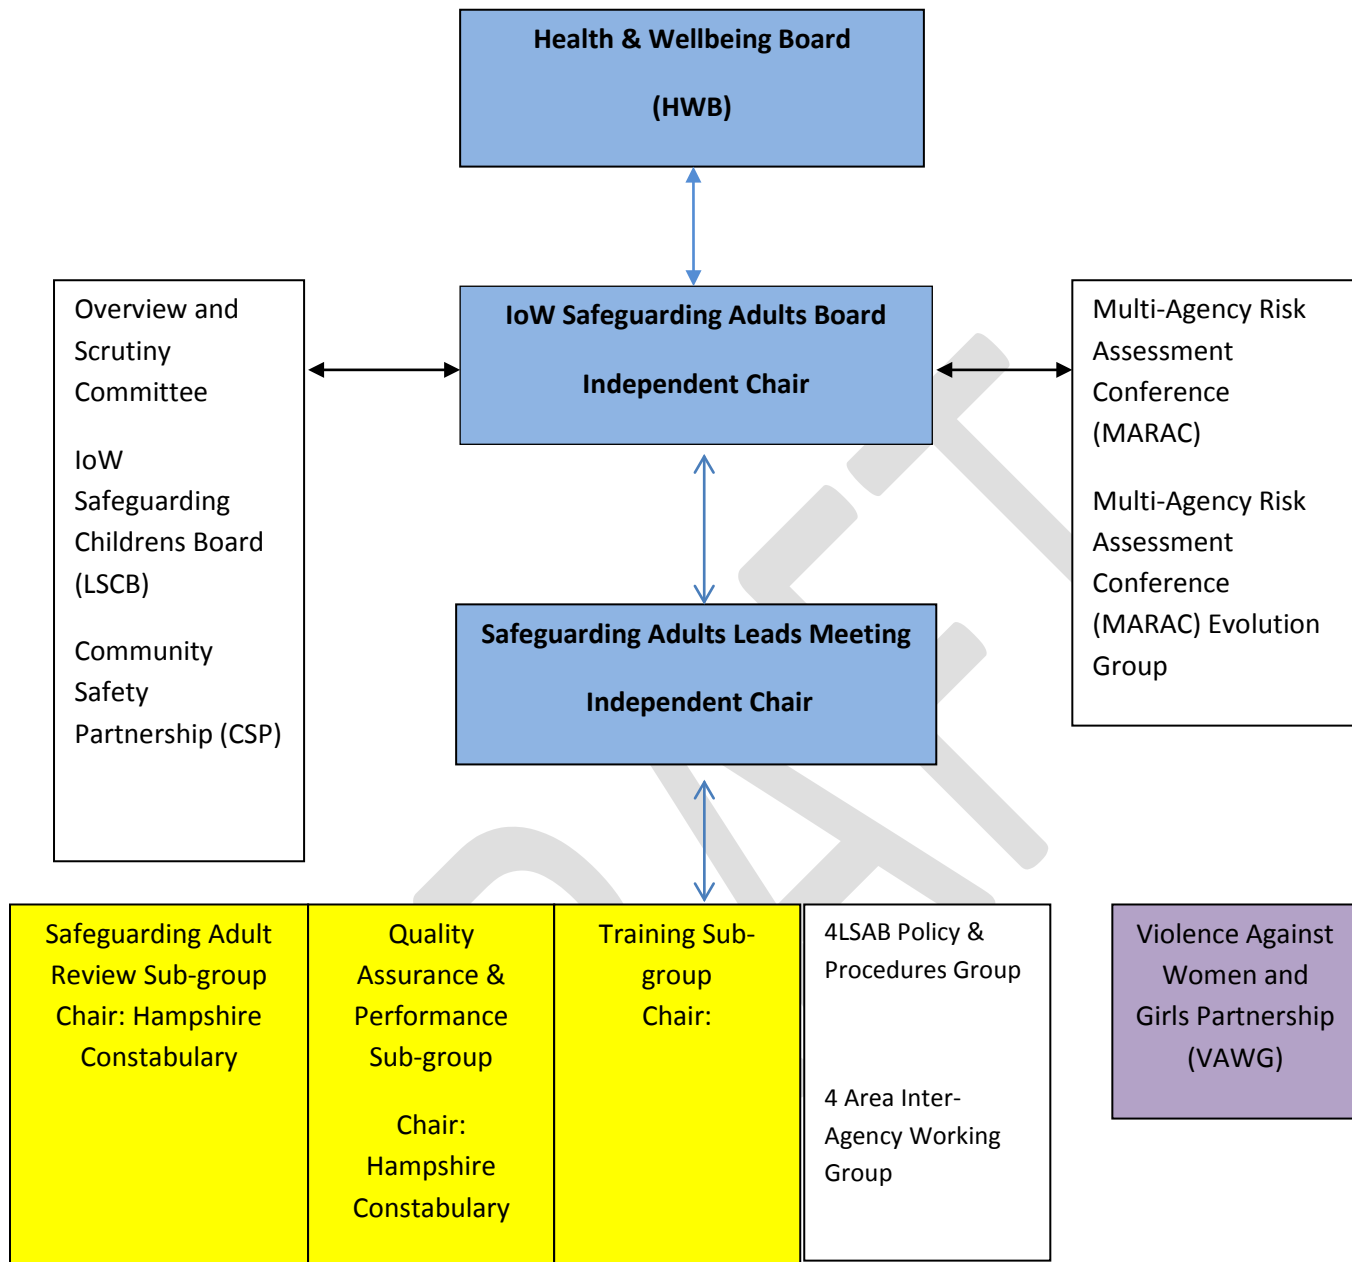 Health & Wellbeing Board
(HWB)
IoW Safeguarding Adults Board
Independent Chair
Overview and
Scrutiny
Committee
IoW
Safeguarding
Childrens Board
(LSCB)
Community
Safety
Partnership (CSP)
Multi-Agency Risk
Assessment
Conference
(MARAC)
Multi-Agency Risk
Assessment
Conference
(MARAC) Evolution
Group
Safeguarding Adults Leads Meeting
Independent Chair
Safeguarding Adult
Review Sub-group
Chair: Hampshire
Constabulary
Quality
Assurance &
Performance
Sub-group
Chair:
Hampshire
Constabulary
Training Sub-
group
Chair:
4LSAB Policy &
Procedures Group
4 Area Inter-
Agency Working
Group
Violence Against
Women and
Girls Partnership
(VAWG)
DRAFT